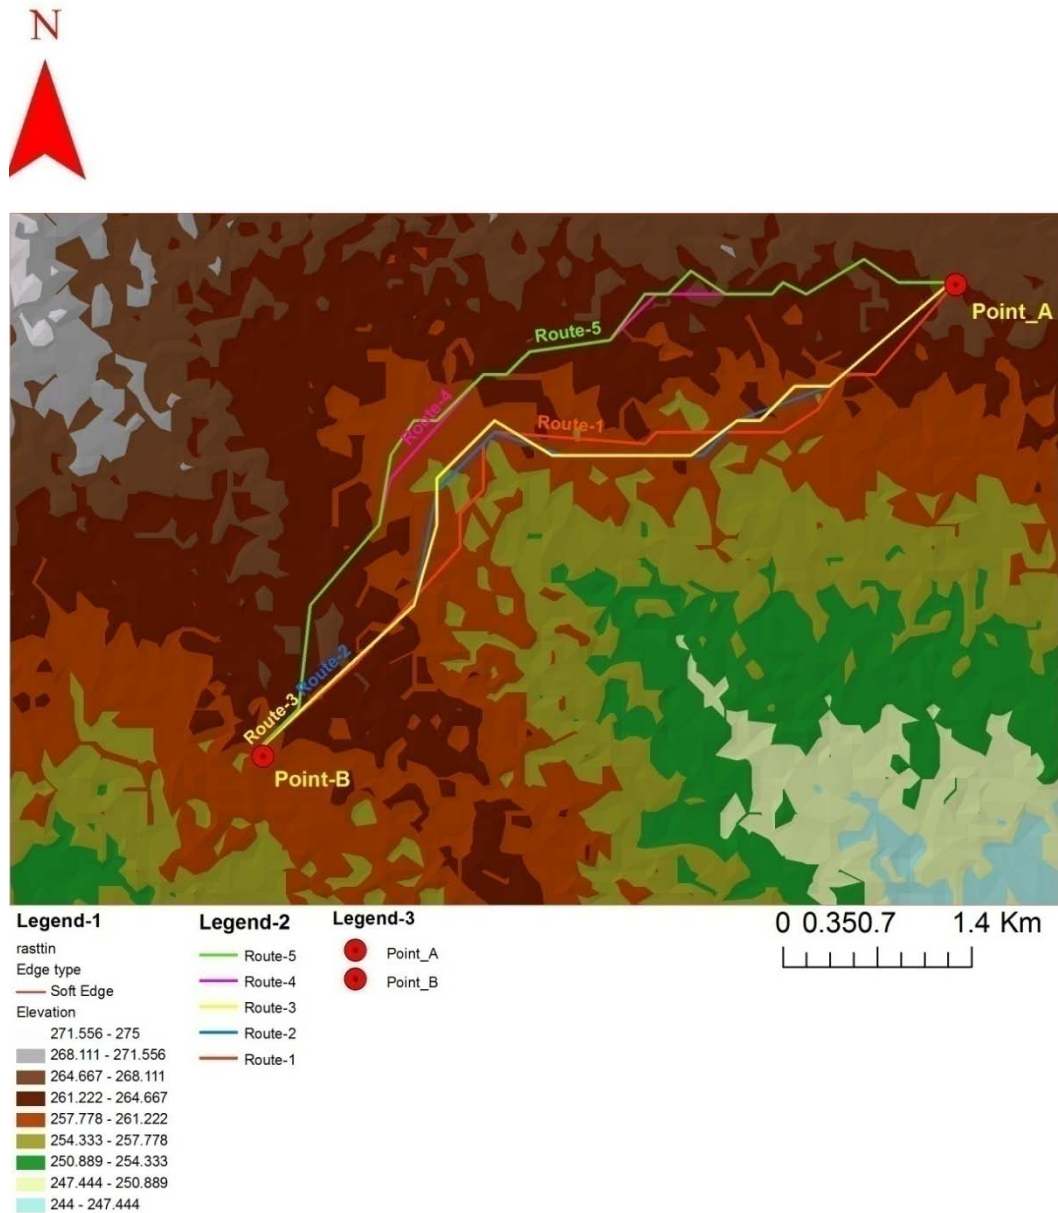 N
Point_A
Route-5
Route-4
Route-1
Route-2
Route-3
Point-B
Legend-1
rasttin
Edge type
Soft Edge
Elevation
271.556 - 275
268.111 - 271.556
264.667 - 268.111
261.222 - 264.667
257.778 - 261.222
254.333 - 257.778
250.889 - 254.333
247.444 - 250.889
244 - 247.444
Legend-2
Route-5
Route-4
Route-3
Route-2
Route-1
Legend-3
Point_A
Point_B
0 0.350.7 1.4 Km